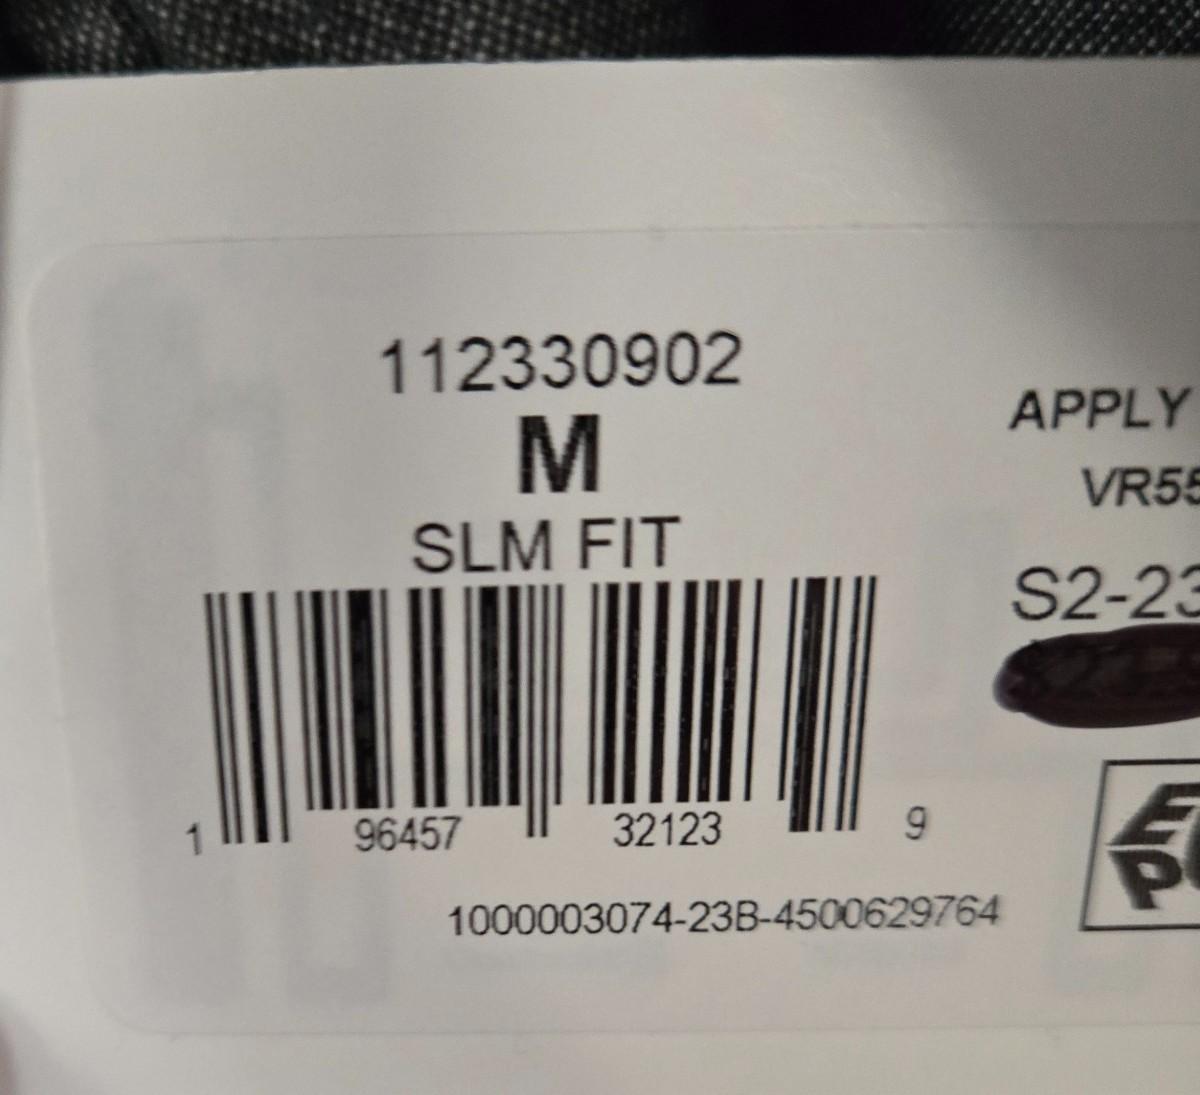 112330902
M
SLM FIT
1 96457 32123 9
1000003074-23B-4500629764
APPLY
VR55
S2-23